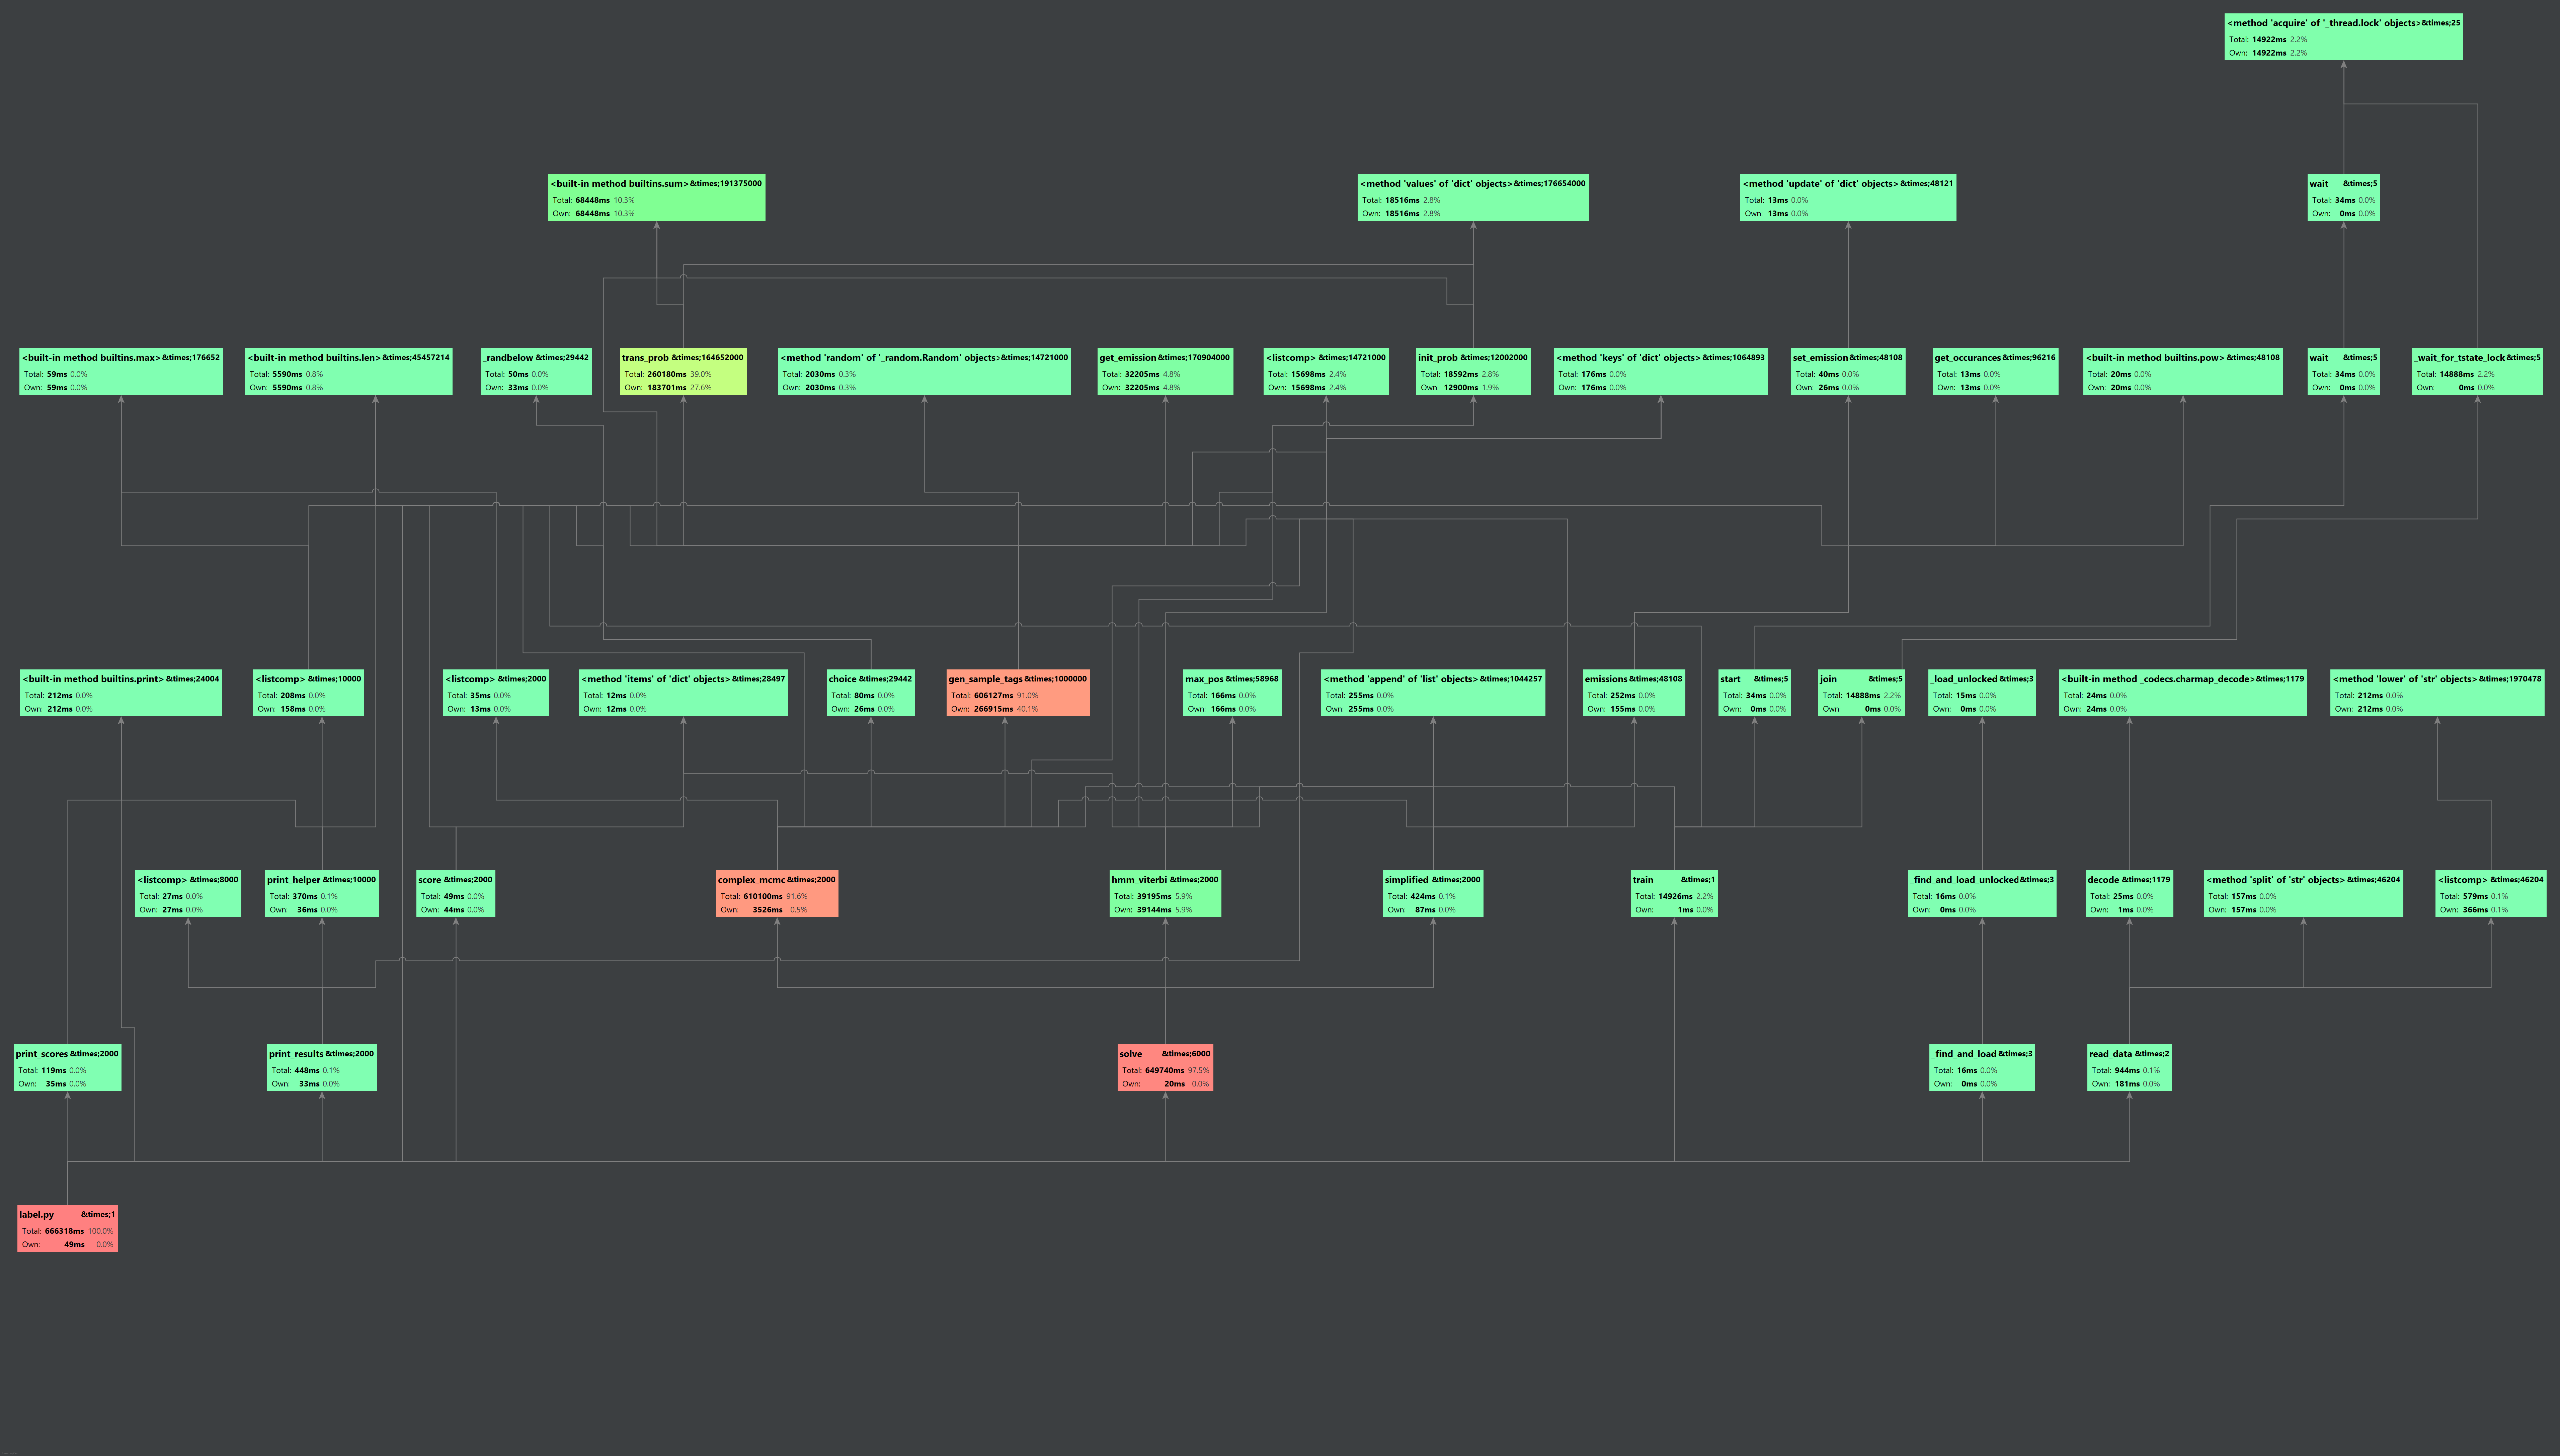 <method 'acquire' of '_thread.lock' objects>&times;25
Total: 14922ms 2.2%
Own: 14922ms 2.2%
<built-in method builtins.sum>&times;191375000
Total: 68448ms 10.3%
Own: 68448ms 10.3%
<method 'values' of 'dict' objects>&times;176654000
Total: 18516ms 2.8%
Own: 18516ms 2.8%
<method 'update' of 'dict' objects>&times;48121
Total: 13ms 0.0%
Own: 13ms 0.0%
wait &times;5
Total: 34ms 0.0%
Own: 0ms 0.0%
<built-in method builtins.max>&times;176652
Total: 59ms 0.0%
Own: 59ms 0.0%
<built-in method builtins.len>&times;45457214
Total: 5590ms 0.8%
Own: 5590ms 0.8%
_randbelow &times;29442
Total: 50ms 0.0%
Own: 33ms 0.0%
trans_prob &times;164652000
Total: 260180ms 39.0%
Own: 183701ms 27.6%
<method 'random' of '_random.Random' objects>&times;14721000
Total: 2030ms 0.3%
Own: 2030ms 0.3%
get_emission &times;170904000
Total: 32205ms 4.8%
Own: 32205ms 4.8%
<listcomp> &times;14721000
Total: 15698ms 2.4%
Own: 15698ms 2.4%
init_prob &times;12002000
Total: 18592ms 2.8%
Own: 12900ms 1.9%
<method 'keys' of 'dict' objects>&times;1064893
Total: 176ms 0.0%
Own: 176ms 0.0%
set_emission &times;48108
Total: 40ms 0.0%
Own: 26ms 0.0%
get_occurances &times;96216
Total: 13ms 0.0%
Own: 13ms 0.0%
<built-in method builtins.pow>&times;48108
Total: 20ms 0.0%
Own: 20ms 0.0%
wait &times;5
Total: 34ms 0.0%
Own: 0ms 0.0%
_wait_for_tstate_lock &times;5
Total: 14888ms 2.2%
Own: 0ms 0.0%
<built-in method builtins.print>&times;24004
Total: 212ms 0.0%
Own: 212ms 0.0%
<listcomp> &times;10000
Total: 208ms 0.0%
Own: 158ms 0.0%
<listcomp> &times;2000
Total: 35ms 0.0%
Own: 13ms 0.0%
<method 'items' of 'dict' objects>&times;28497
Total: 12ms 0.0%
Own: 12ms 0.0%
choice &times;29442
Total: 80ms 0.0%
Own: 26ms 0.0%
gen_sample_tags &times;1000000
Total: 606127ms 91.0%
Own: 266915ms 40.1%
max_pos &times;58968
Total: 166ms 0.0%
Own: 166ms 0.0%
<method 'append' of 'list' objects>&times;1044257
Total: 255ms 0.0%
Own: 255ms 0.0%
emissions &times;48108
Total: 252ms 0.0%
Own: 155ms 0.0%
start &times;5
Total: 34ms 0.0%
Own: 0ms 0.0%
join &times;5
Total: 14888ms 2.2%
Own: 0ms 0.0%
_load_unlocked &times;3
Total: 15ms 0.0%
Own: 0ms 0.0%
<built-in method _codecs.charmap_decode>&times;1179
Total: 24ms 0.0%
Own: 24ms 0.0%
<method 'lower' of 'str' objects>&times;1970478
Total: 212ms 0.0%
Own: 212ms 0.0%
<listcomp> &times;8000
Total: 27ms 0.0%
Own: 27ms 0.0%
print_helper &times;10000
Total: 370ms 0.1%
Own: 36ms 0.0%
score &times;2000
Total: 49ms 0.0%
Own: 44ms 0.0%
complex_mcmc &times;2000
Total: 610100ms 91.6%
Own: 3526ms 0.5%
hmm_viterbi &times;2000
Total: 39195ms 5.9%
Own: 39144ms 5.9%
simplified &times;2000
Total: 424ms 0.1%
Own: 87ms 0.0%
train &times;1
Total: 14926ms 2.2%
Own: 1ms 0.0%
_find_and_load_unlocked &times;3
Total: 16ms 0.0%
Own: 0ms 0.0%
decode &times;1179
Total: 25ms 0.0%
Own: 1ms 0.0%
<method 'split' of 'str' objects>&times;46204
Total: 157ms 0.0%
Own: 157ms 0.0%
<listcomp> &times;46204
Total: 579ms 0.1%
Own: 366ms 0.1%
print_scores &times;2000
Total: 119ms 0.0%
Own: 35ms 0.0%
print_results &times;2000
Total: 448ms 0.1%
Own: 33ms 0.0%
solve &times;6000
Total: 649740ms 97.5%
Own: 20ms 0.0%
_find_and_load &times;3
Total: 16ms 0.0%
Own: 0ms 0.0%
read_data &times;2
Total: 944ms 0.1%
Own: 181ms 0.0%
label.py &times;1
Total: 666318ms 100.0%
Own: 49ms 0.0%